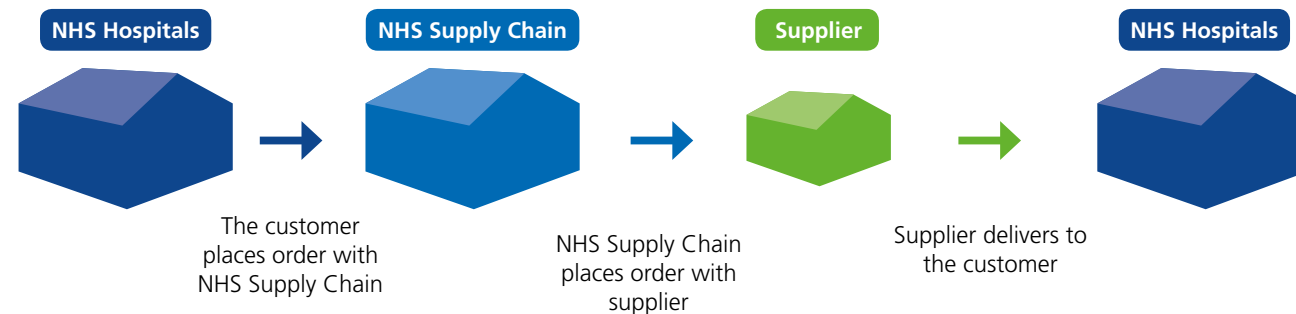 NHS Hospitals
NHS Supply Chain
Supplier
NHS Hospitals
The customer
places order with
NHS Supply Chain
NHS Supply Chain
places order with
supplier
Supplier delivers to
the customer